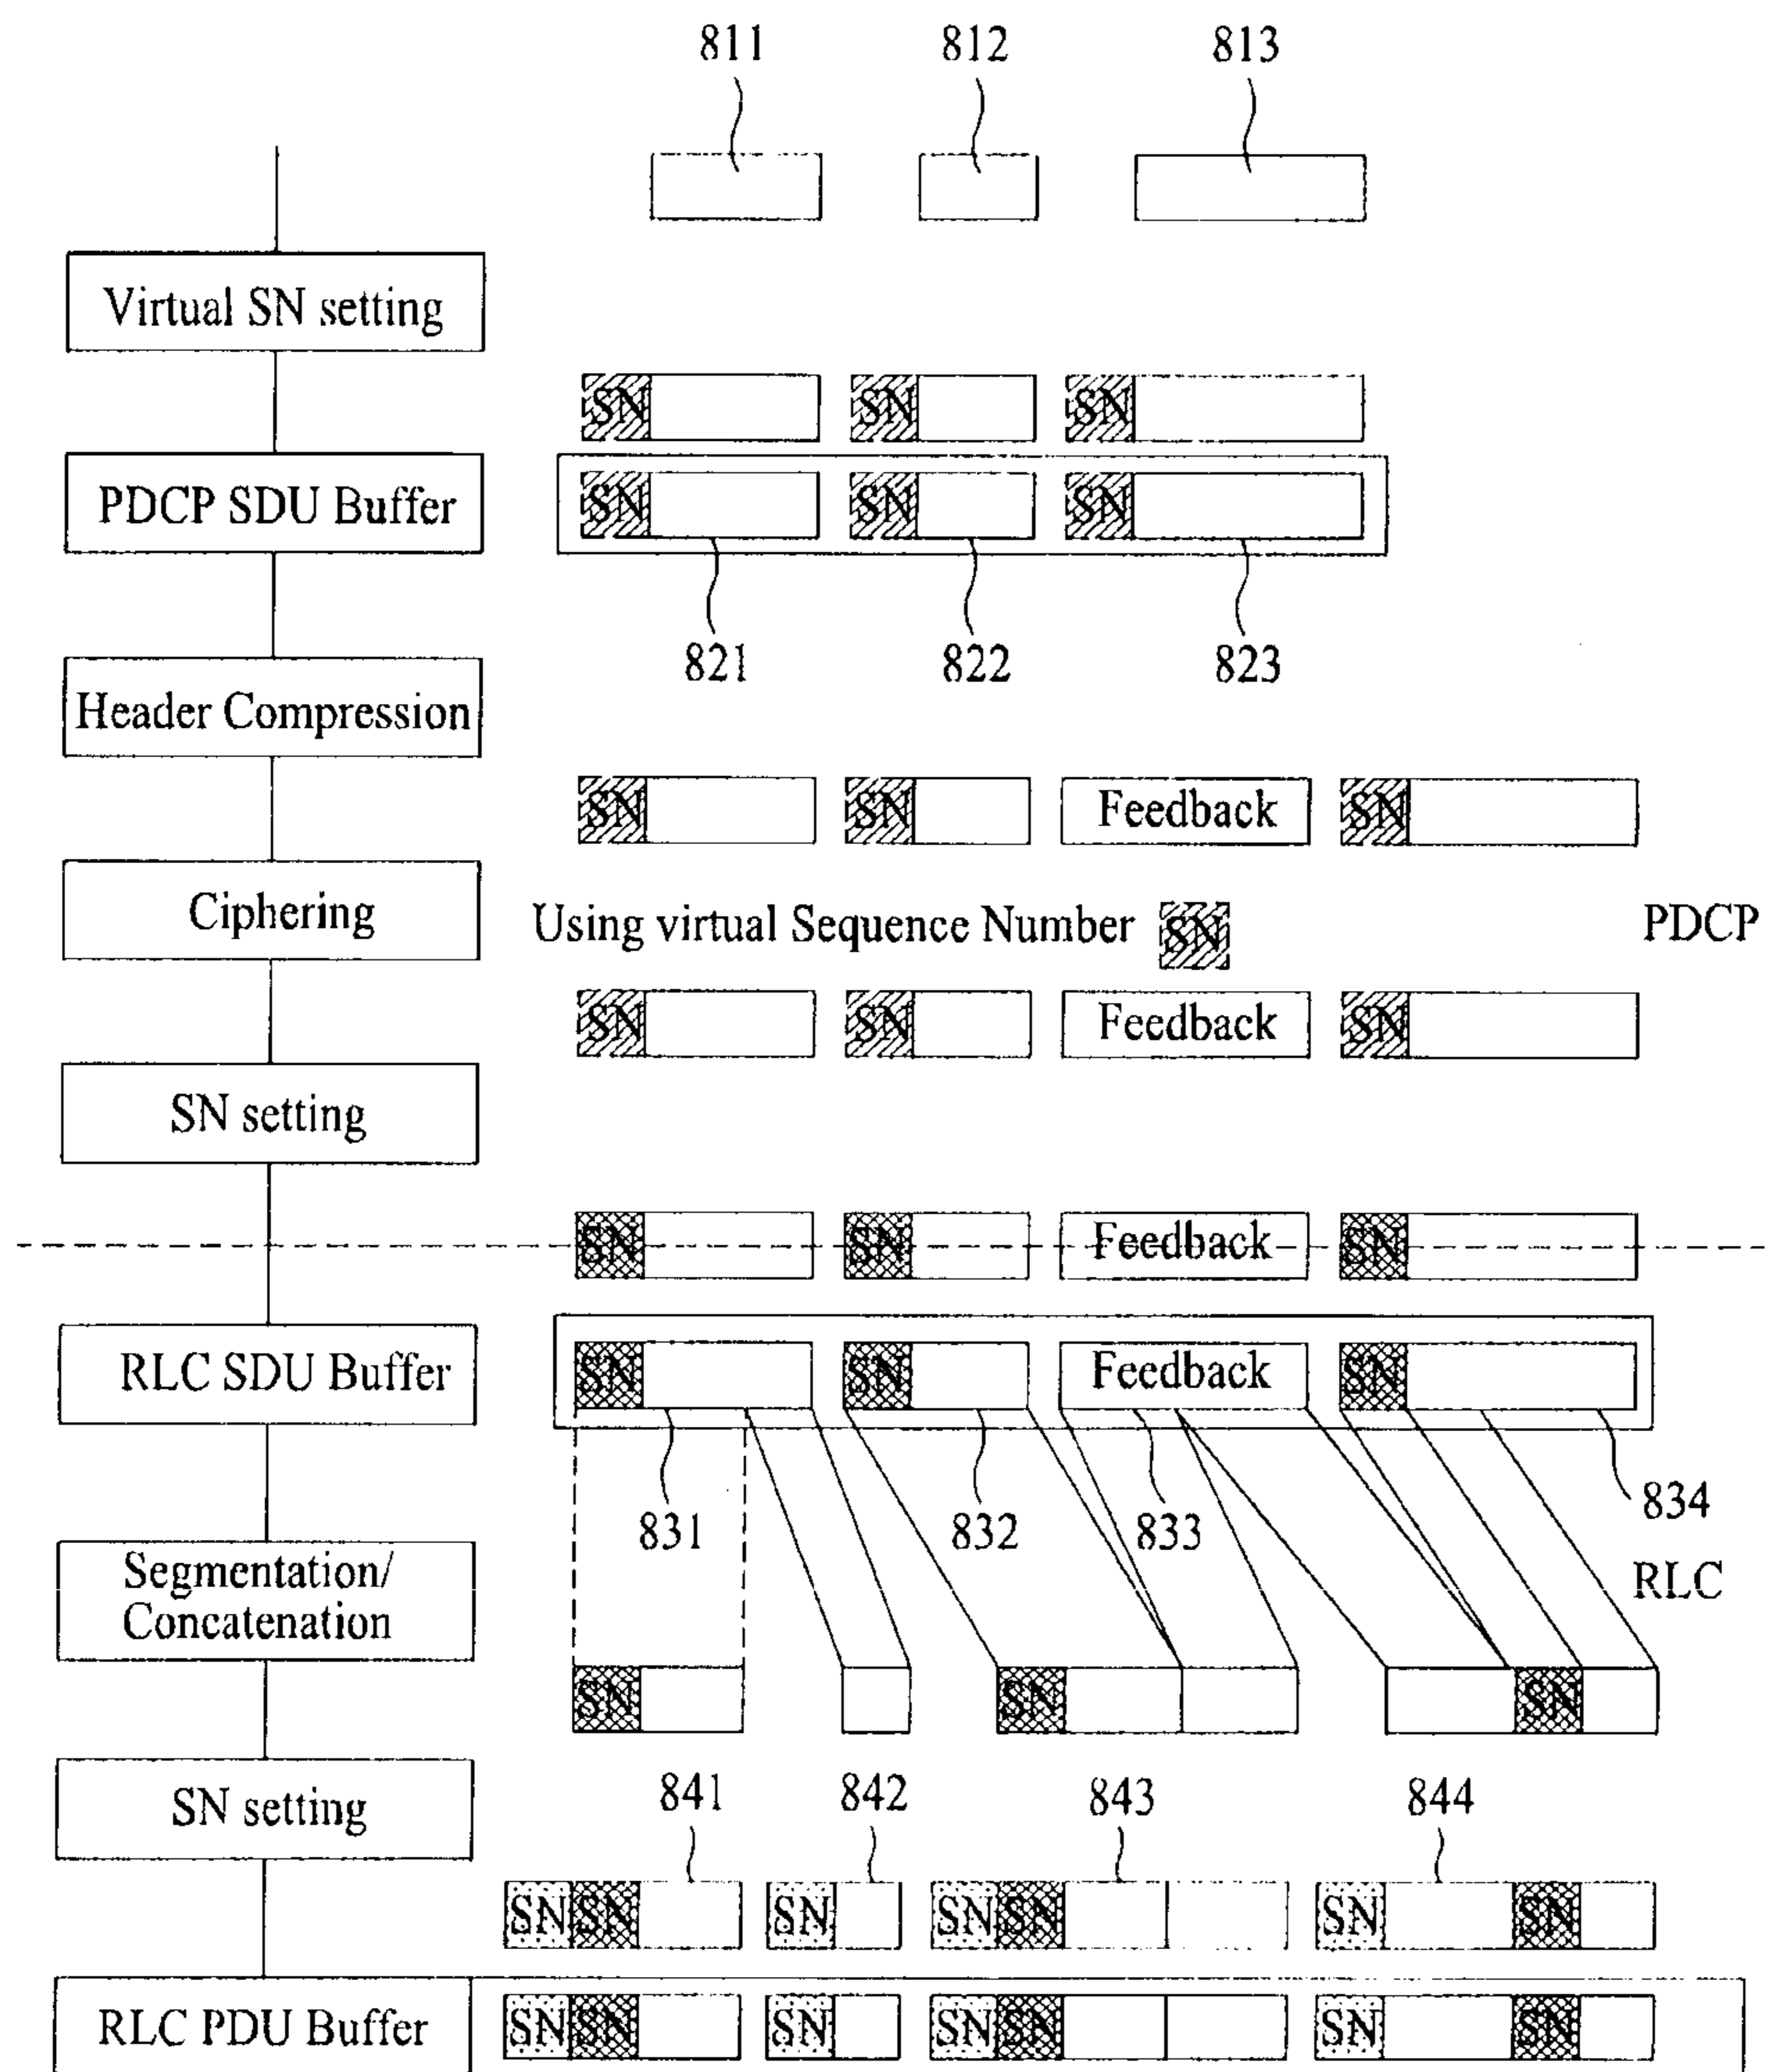 811 812 813
Virtual SN setting
SN SN SN
PDCP SDU Buffer
SN SN SN
821 822 823
Header Compression
SN SN Feedback SN
Ciphering
Using virtual Sequence Number SN
PDCP
SN SN Feedback SN
SN setting
SN SN Feedback SN
RLC SDU Buffer
SN SN Feedback SN
831 832 833 834
Segmentation/
Concatenation
RLC
SN SN SN
SN setting
841 842 843 844
SN SN SN SN SN SN SN
RLC PDU Buffer
SN SN SN SN SN SN SN